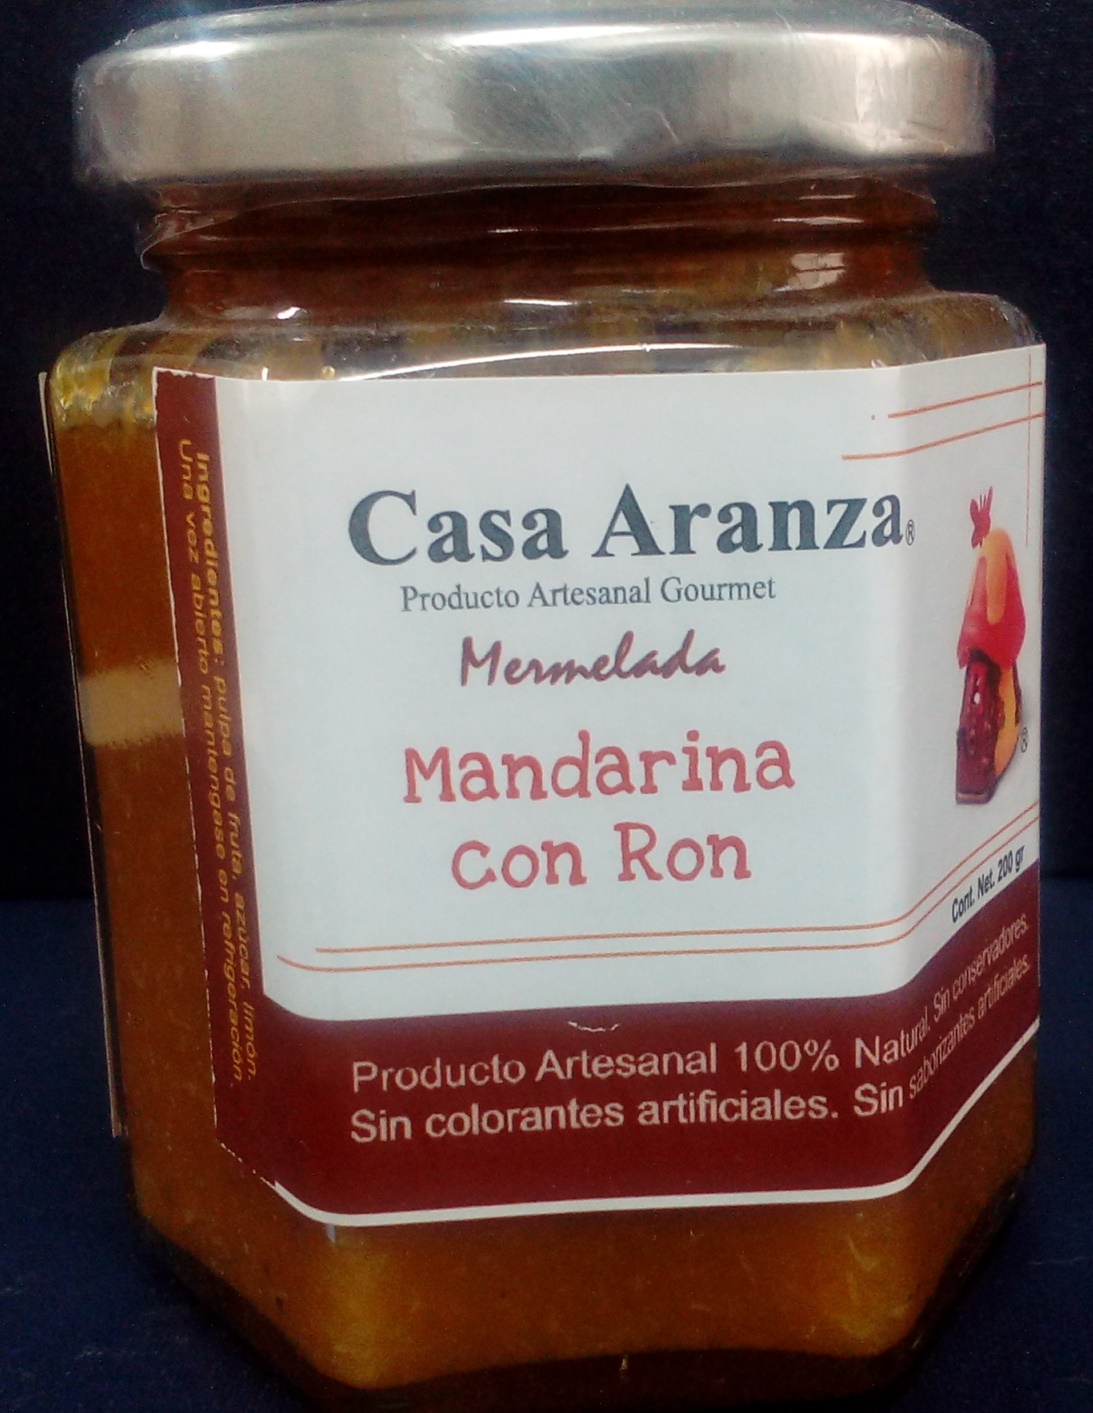 Casa Aranza®
Producto Artesanal Gourmet
Mermelada
Mandarina
con Ron
®
Cont. Net. 200 gr
Producto Artesanal 100% Natural. Sin conservadores.
Sin colorantes artificiales. Sin saborizantes artificiales.
Ingredientes: pulpa de fruta, azúcar, limón.
Una vez abierto mantengase en refrigeración.